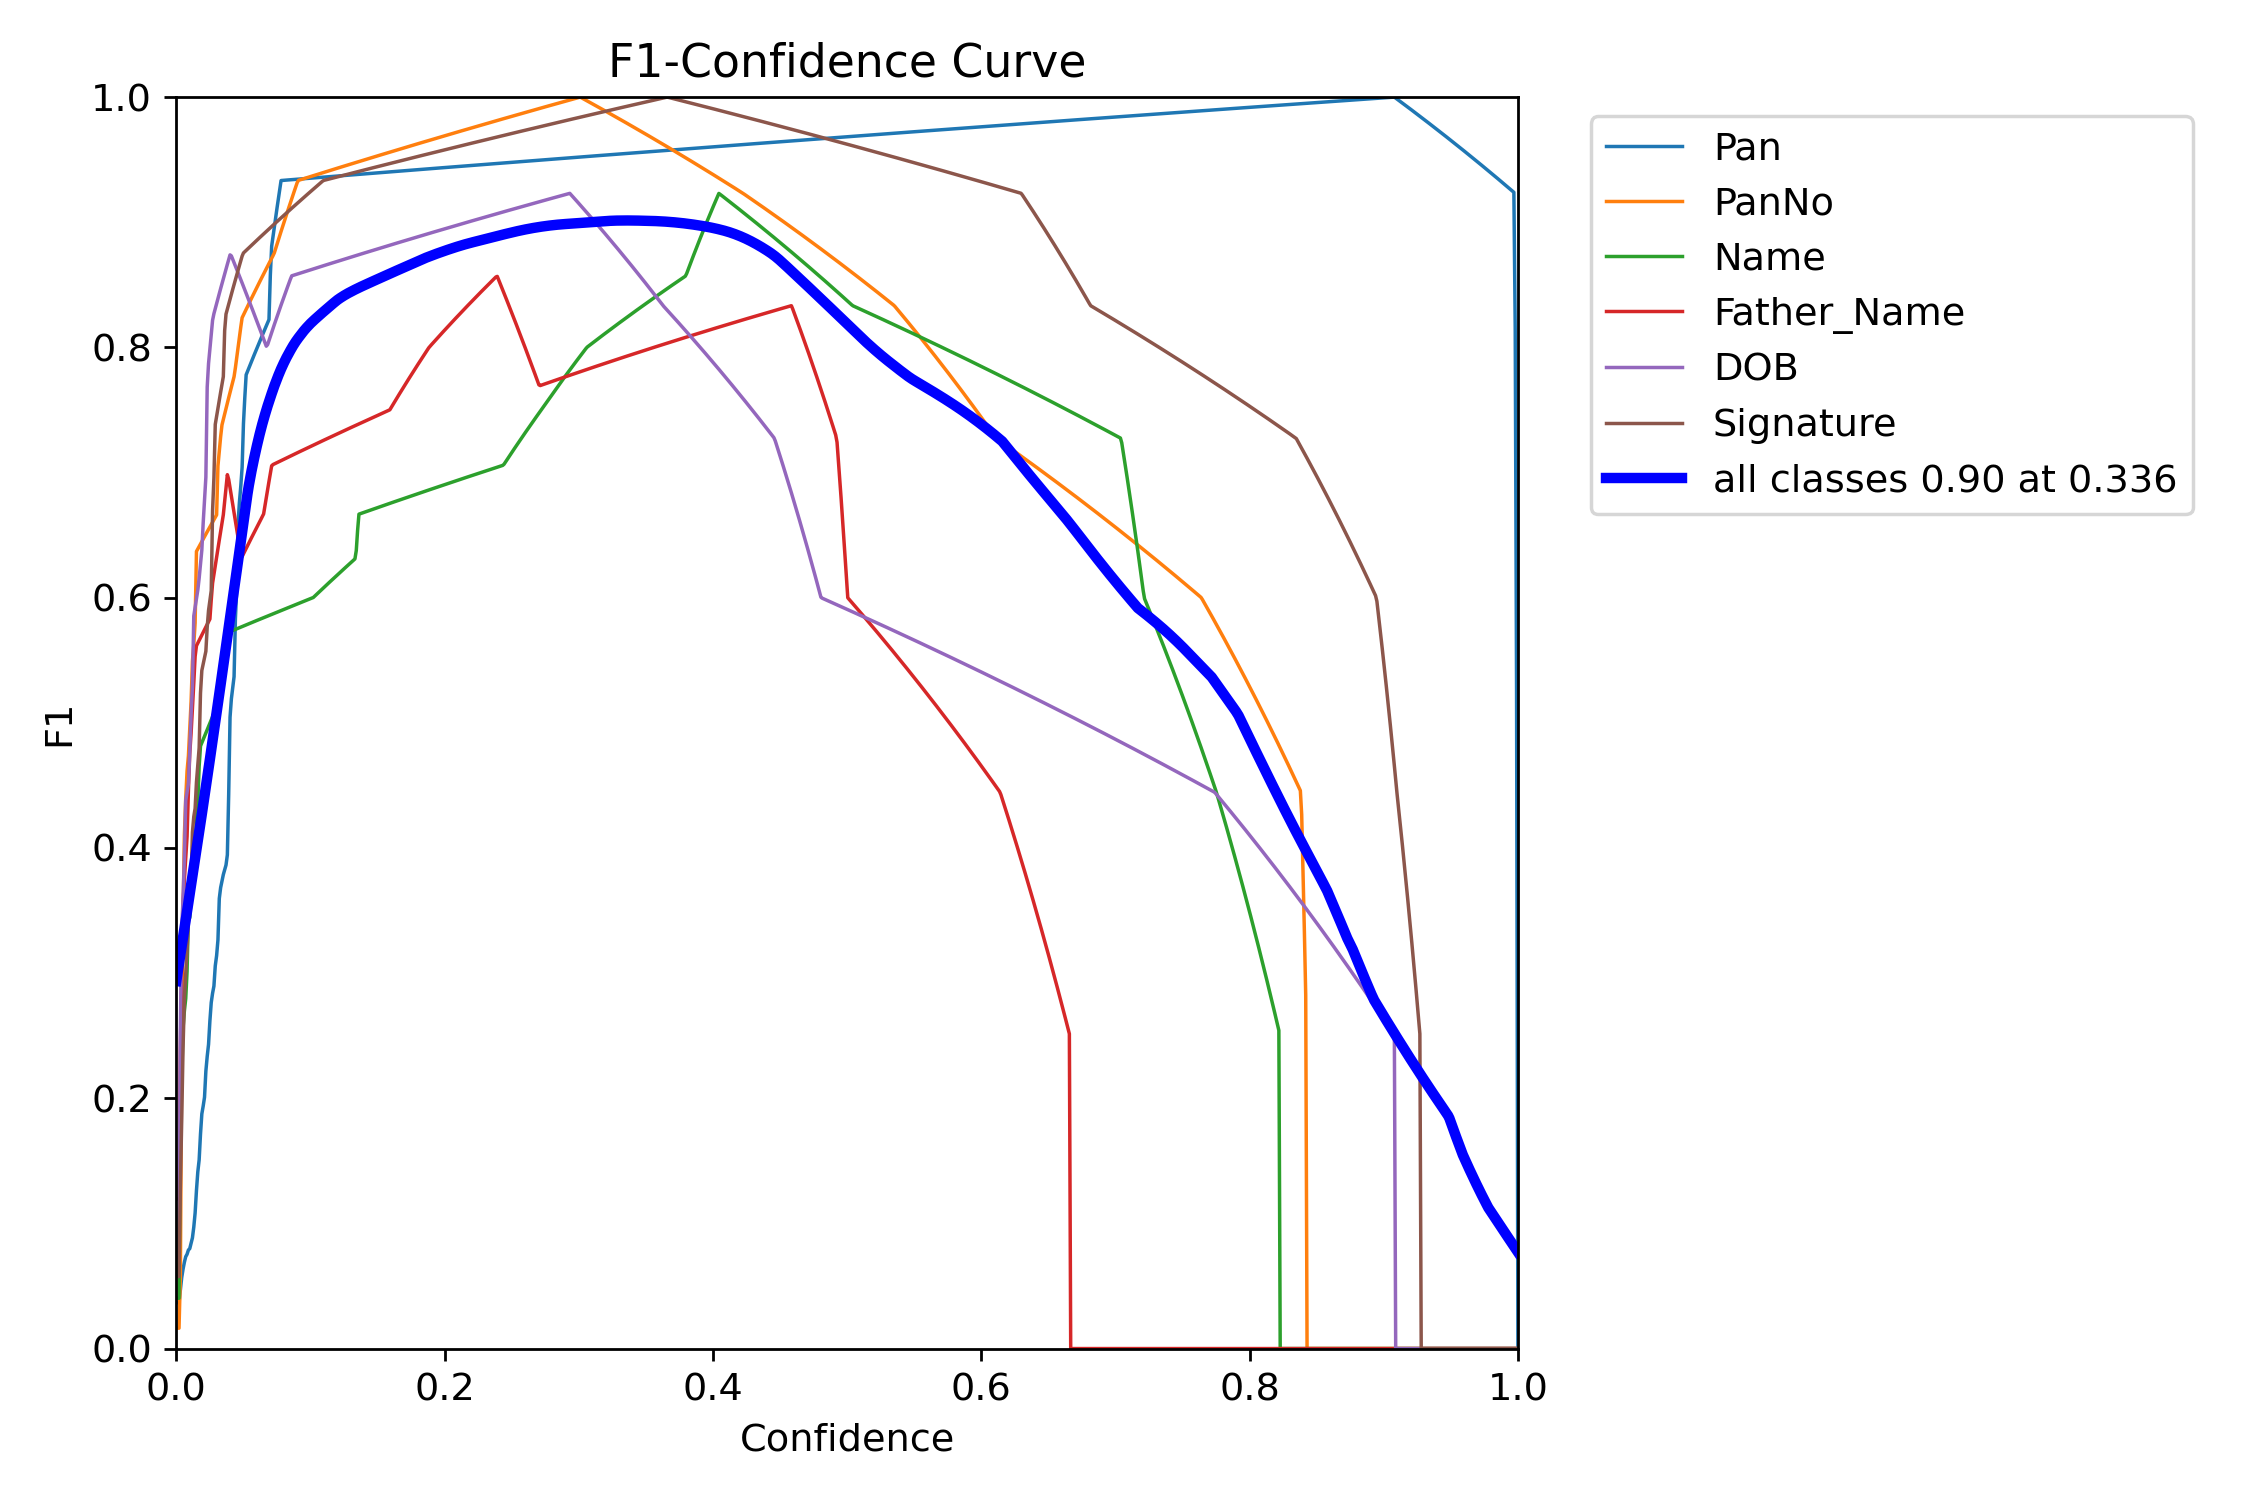 F1-Confidence Curve
1.0
0.8
0.6
0.4
0.2
0.0
F1
0.0 0.2 0.4 0.6 0.8 1.0
Confidence
Pan
PanNo
Name
Father_Name
DOB
Signature
all classes 0.90 at 0.336